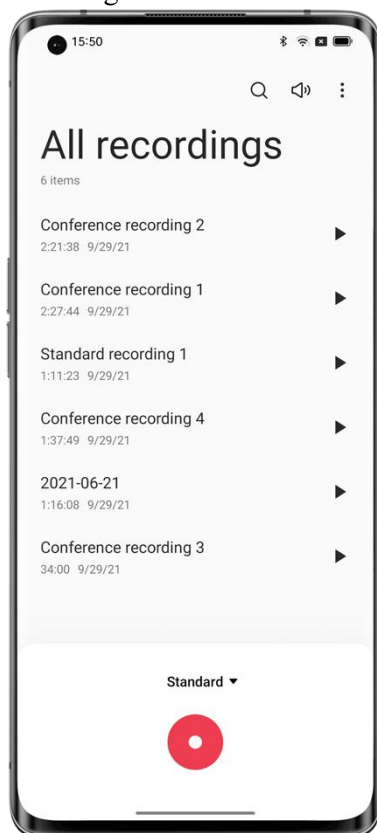 15:50
All recordings
6 items
Conference recording 2
2:21:38 9/29/21
Conference recording 1
2:27:44 9/29/21
Standard recording 1
1:11:23 9/29/21
Conference recording 4
1:37:49 9/29/21
2021-06-21
1:16:08 9/29/21
Conference recording 3
34:00 9/29/21
Standard